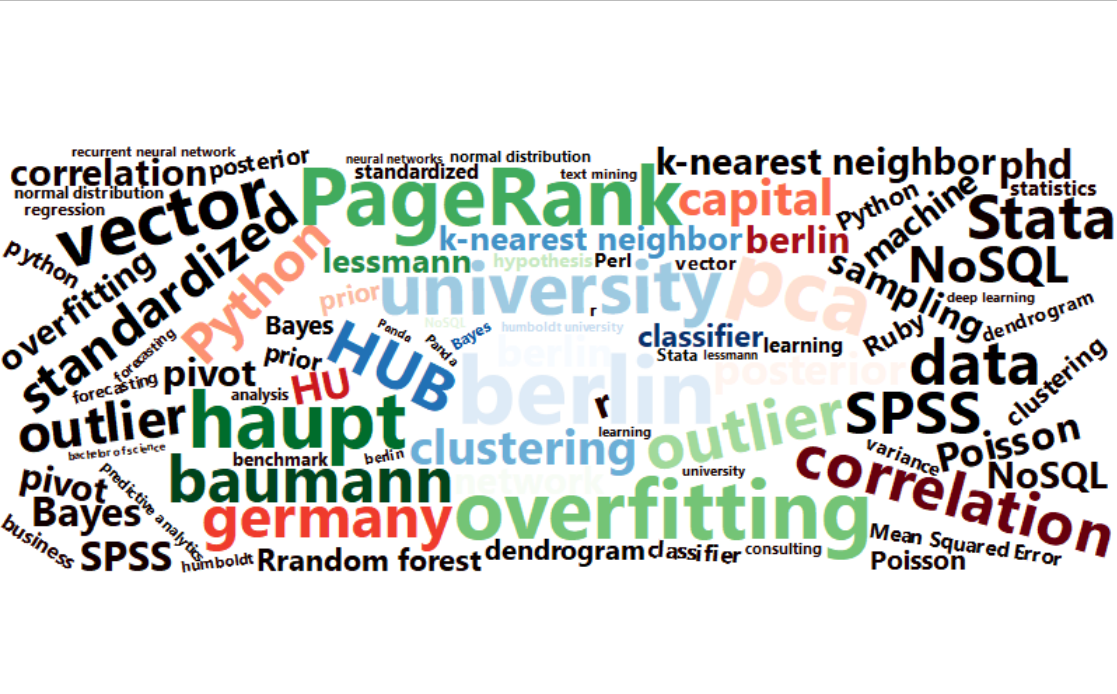 recurrent neural network
correlation
posterior
neural networks
normal distribution
k-nearest neighbor
phd
standardized
text mining
normal distribution
regression
vector
PageRank
capital
Python
smachine
statistics
Stata
python
standardized
Python
k-nearest neighbor
berlin
overfitting
lessmann
hypothesis
Perl
vector
NoSQL
prior
university
pca
sampling
deep learning
dendrogram
r
Bayes
Panda
NoSQL
Bayes
humboldt university
classifier
learning
Ruby
forecasting
prior
HUB
Panda
berlin
Stata
lessmann
data
forecasting
pivot
analysis
HU
berlin
posterior
clustering
outlier
haupt
r
outlier
SPSS
bachelor of science
benchmark
berlin
clustering
learning
variance
Poisson
pivot
predictive analytics
baumann
network
university
correlation
NoSQL
Bayes
germany
overfitting
business
SPSS
humboldt
Rrandom forest
dendrogram
classifier
consulting
Mean Squared Error
Poisson